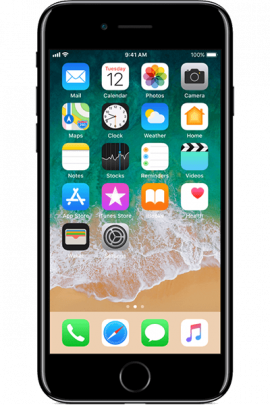 9:41 AM 100%
Tuesday
12
Mail Calendar Photos Camera
Maps Clock Weather Home
Notes Stocks Reminders Videos
App Store iTunes Store iBooks Health